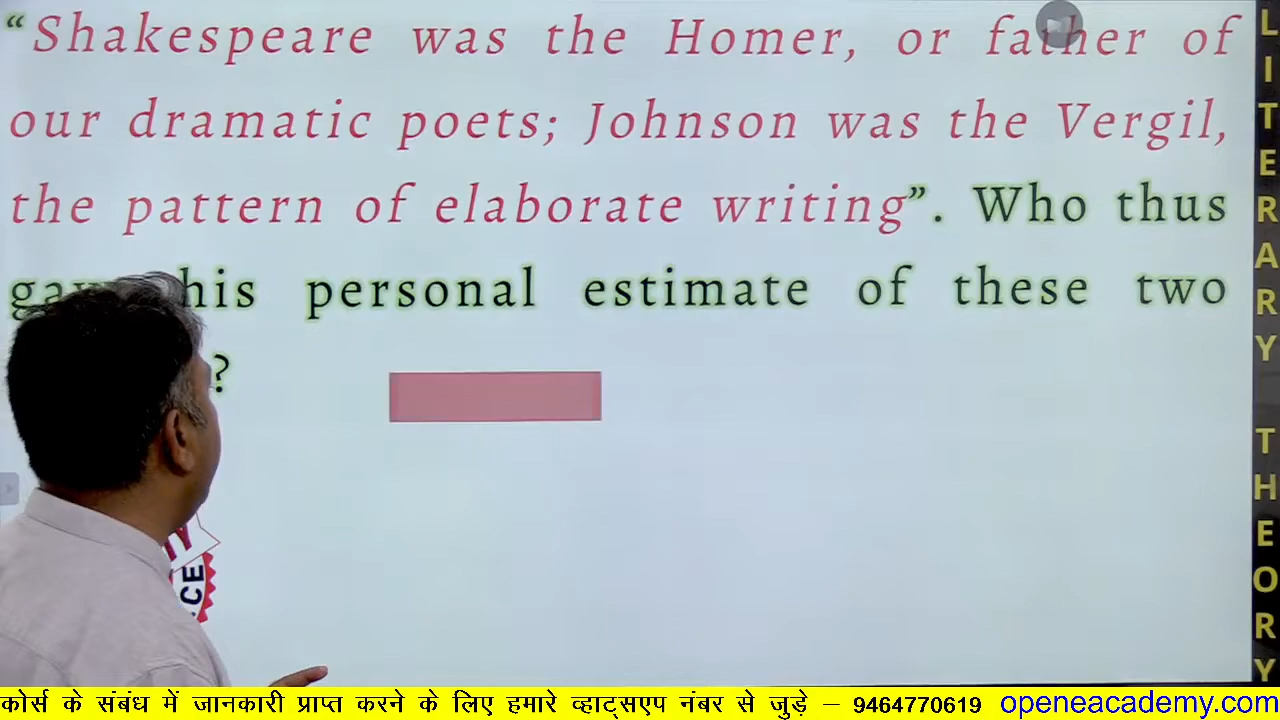 “Shakespeare was the Homer, or father of
our dramatic poets; Johnson was the Vergil,
the pattern of elaborate writing”. Who thus
his personal estimate of these two
?
CE
LITERARY THEORY
कोर्स के संबंध में जानकारी प्राप्त करने के लिए हमारे व्हाट्सएप नंबर से जुड़े – 9464770619 openeacademy.com